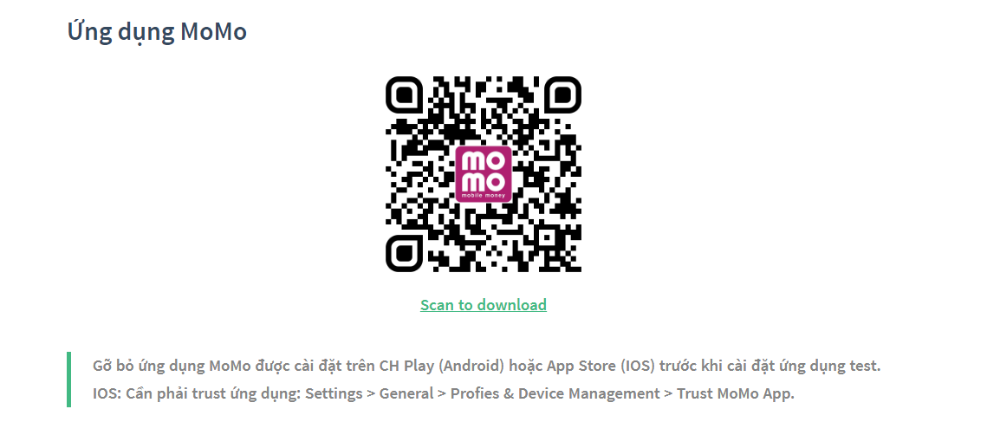 Ứng dụng MoMo
mo
mo
mobile money
Scan to download
Gỡ bỏ ứng dụng MoMo được cài đặt trên CH Play (Android) hoặc App Store (IOS) trước khi cài đặt ứng dụng test.
IOS: Cần phải trust ứng dụng: Settings > General > Profies & Device Management > Trust MoMo App.